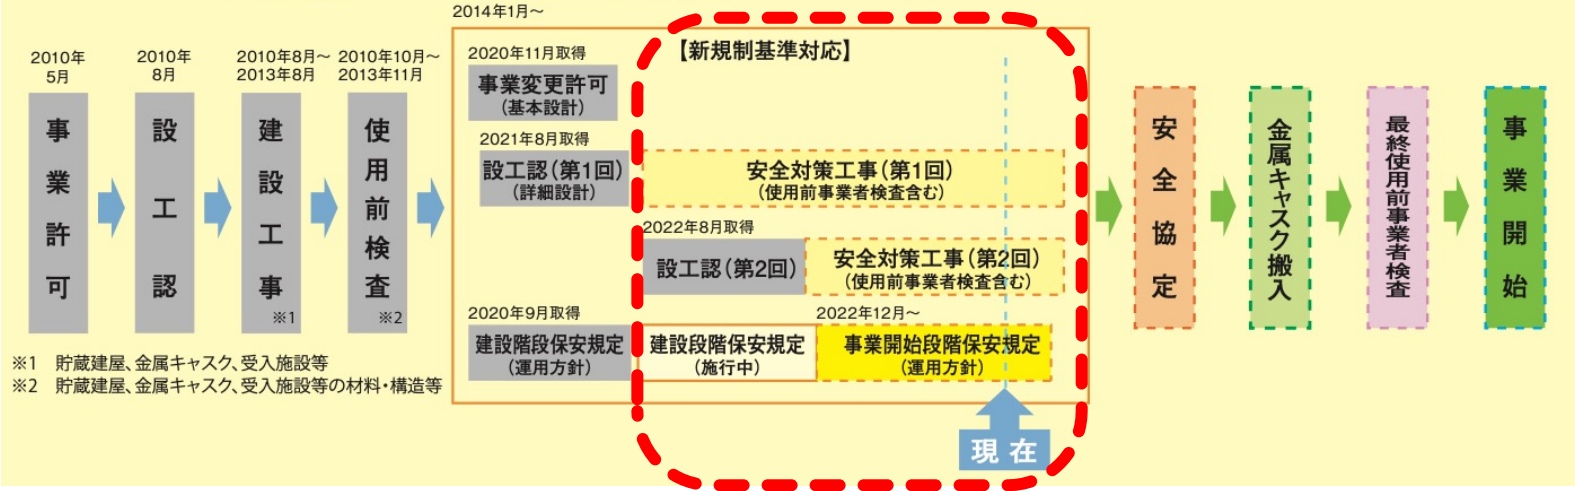 2010年
5月
事業許可
2010年
8月
設工認
2010年8月～
2013年8月
建設工事
※1
2010年10月～
2013年11月
使用前検査
※2
2014年1月～
【新規制基準対応】
2020年11月取得
事業変更許可
（基本設計）
2021年8月取得
設工認（第1回）
（詳細設計）
安全対策工事（第1回）
（使用前事業者検査含む）
2022年8月取得
設工認（第2回）
安全対策工事（第2回）
（使用前事業者検査含む）
2020年9月取得
建設階段保安規定
（運用方針）
建設段階保安規定
（施行中）
2022年12月～
事業開始段階保安規定
（運用方針）
現在
安全協定
金属キャスク搬入
最終使用前事業者検査
事業開始
※1 貯蔵建屋、金属キャスク、受入施設等
※2 貯蔵建屋、金属キャスク、受入施設等の材料・構造等